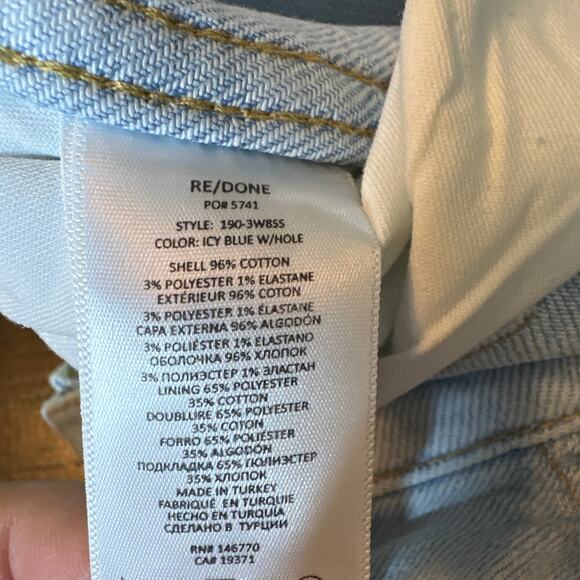 RE/DONE
PO# 5741
STYLE: 190-3W8SS
COLOR: ICY BLUE W/HOLE
SHELL 96% COTTON
3% POLYESTER 1% ELASTANE
EXTÉRIEUR 96% COTON
3% POLYESTER 1% ELASTANE
CAPA EXTERNA 96% ALGODÓN
3% POLIÉSTER 1% ELASTANO
ОБОЛОЧКА 96% ХЛОПОК
3% ПОЛИЭСТЕР 1% ЭЛАСТАН
LINING 65% POLYESTER
35% COTTON
DOUBLURE 65% POLYESTER
35% COTON
FORRO 65% POLIÉSTER
35% ALGODÓN
ПОДКЛАДКА 65% ПОЛИЭСТЕР
35% ХЛОПОК
MADE IN TURKEY
FABRIQUÉ EN TURQUIE
HECHO EN TURQUÍA
СДЕЛАНО В ТУРЦИИ
RN# 146770
CA# 19371